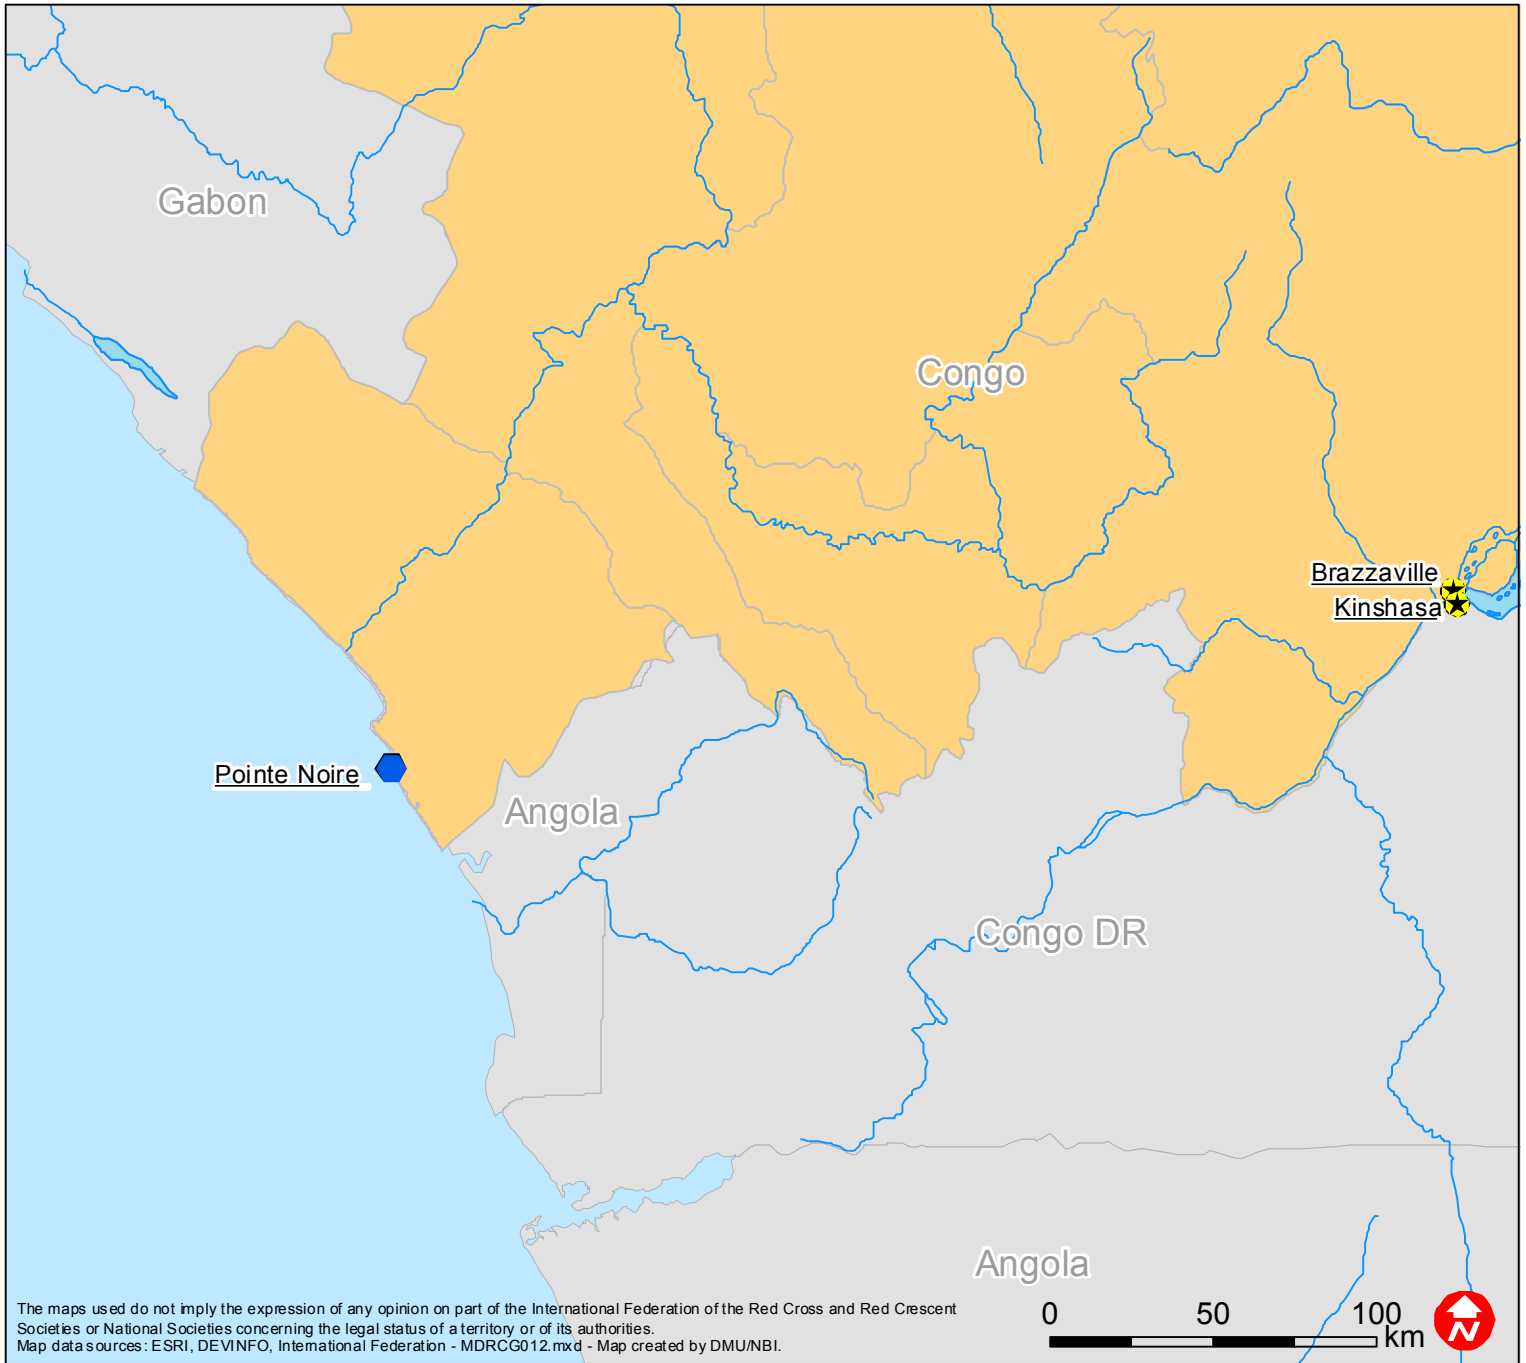 Gabon
Congo
Brazzaville
Kinshasa
Pointe Noire
Angola
Congo DR
Angola
The maps used do not imply the expression of any opinion on part of the International Federation of the Red Cross and Red Crescent
Societies or National Societies concerning the legal status of a territory or of its authorities.
Map data sources: ESRI, DEVINFO, International Federation - MDRCG012.mxd - Map created by DMU/NBI.
0 50 100
km
N